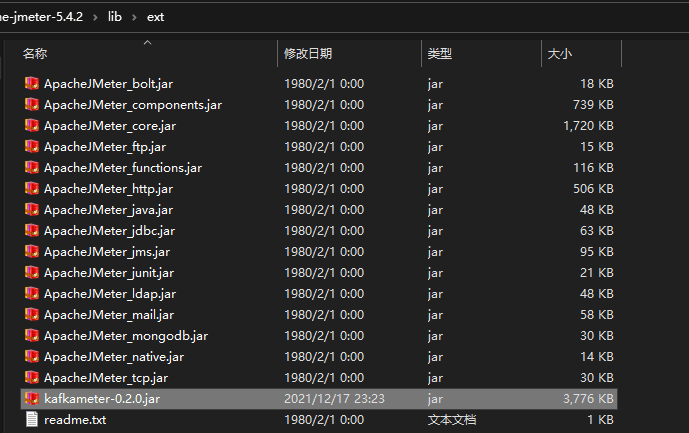 ne-jmeter-5.4.2 > lib > ext
名称 修改日期 类型 大小
ApacheJMeter_bolt.jar 1980/2/1 0:00 jar 18 KB
ApacheJMeter_components.jar 1980/2/1 0:00 jar 739 KB
ApacheJMeter_core.jar 1980/2/1 0:00 jar 1,720 KB
ApacheJMeter_ftp.jar 1980/2/1 0:00 jar 15 KB
ApacheJMeter_functions.jar 1980/2/1 0:00 jar 116 KB
ApacheJMeter_http.jar 1980/2/1 0:00 jar 506 KB
ApacheJMeter_java.jar 1980/2/1 0:00 jar 48 KB
ApacheJMeter_jdbc.jar 1980/2/1 0:00 jar 63 KB
ApacheJMeter_jms.jar 1980/2/1 0:00 jar 95 KB
ApacheJMeter_junit.jar 1980/2/1 0:00 jar 21 KB
ApacheJMeter_ldap.jar 1980/2/1 0:00 jar 48 KB
ApacheJMeter_mail.jar 1980/2/1 0:00 jar 58 KB
ApacheJMeter_mongodb.jar 1980/2/1 0:00 jar 30 KB
ApacheJMeter_native.jar 1980/2/1 0:00 jar 14 KB
ApacheJMeter_tcp.jar 1980/2/1 0:00 jar 30 KB
kafkameter-0.2.0.jar 2021/12/17 23:23 jar 3,776 KB
readme.txt 1980/2/1 0:00 文本文档 1 KB